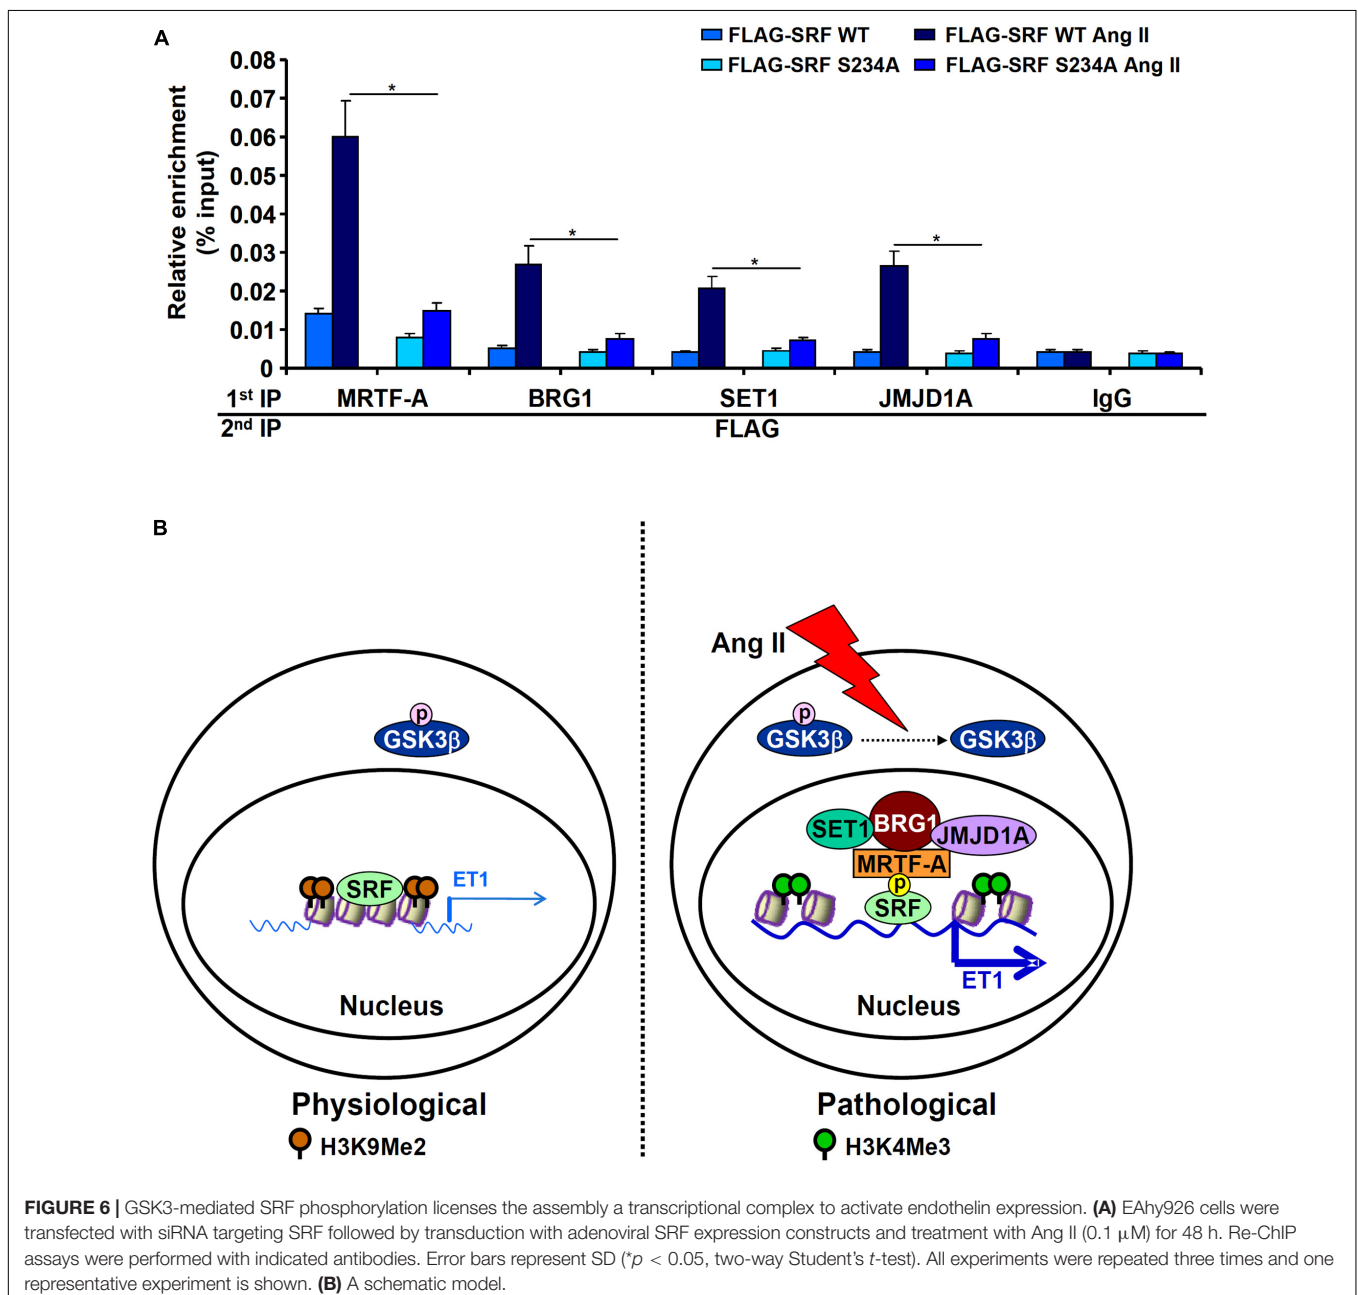 A
FLAG-SRF WT
FLAG-SRF WT Ang II
FLAG-SRF S234A
FLAG-SRF S234A Ang II
Relative enrichment
(% input)
0.08
0.07
0.06
0.05
0.04
0.03
0.02
0.01
0
*
*
*
*
1st IP MRTF-A BRG1 SET1 JMJD1A IgG
2nd IP FLAG
B
Ang II
p
GSK3β
p
GSK3β
GSK3β
SET1
BRG1
JMJD1A
MRTF-A
p
SRF
SRF
ET1
ET1
Nucleus
Nucleus
Physiological
Pathological
H3K9Me2
H3K4Me3
FIGURE 6 | GSK3-mediated SRF phosphorylation licenses the assembly a transcriptional complex to activate endothelin expression. (A) EAhy926 cells were
transfected with siRNA targeting SRF followed by transduction with adenoviral SRF expression constructs and treatment with Ang II (0.1 μM) for 48 h. Re-ChIP
assays were performed with indicated antibodies. Error bars represent SD (*p < 0.05, two-way Student's t-test). All experiments were repeated three times and one
representative experiment is shown. (B) A schematic model.